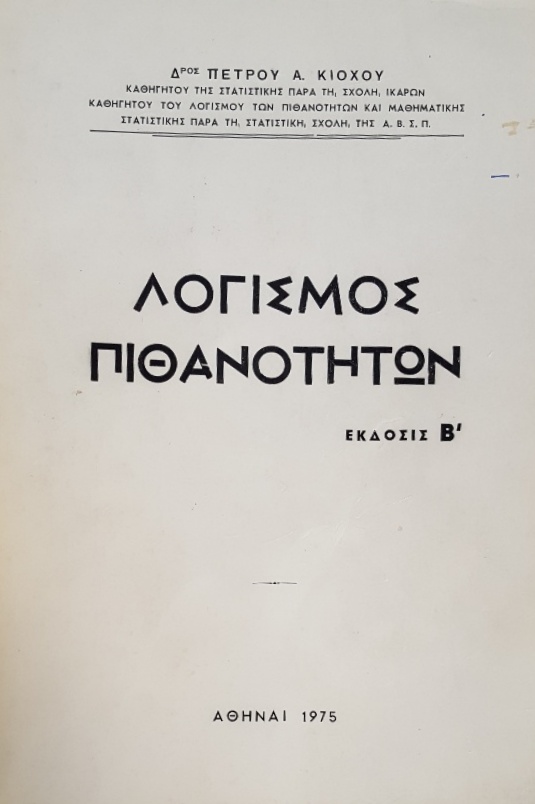 Δρος ΠΕΤΡΟΥ Α. ΚΙΟΧΟΥ
ΚΑΘΗΓΗΤΟΥ ΤΗΣ ΣΤΑΤΙΣΤΙΚΗΣ ΠΑΡΑ ΤΗ, ΣΧΟΛΗ, ΙΚΑΡΩΝ
ΚΑΘΗΓΗΤΟΥ ΤΟΥ ΛΟΓΙΣΜΟΥ ΤΩΝ ΠΙΘΑΝΟΤΗΤΩΝ ΚΑΙ ΜΑΘΗΜΑΤΙΚΗΣ
ΣΤΑΤΙΣΤΙΚΗΣ ΠΑΡΑ ΤΗ, ΣΤΑΤΙΣΤΙΚΗ, ΣΧΟΛΗ, ΤΗΣ Α. Β. Σ. Π.
ΛΟΓΙΣΜΟΣ
ΠΙΘΑΝΟΤΗΤΩΝ
ΕΚΔΟΣΙΣ Β'
ΑΘΗΝΑΙ 1975